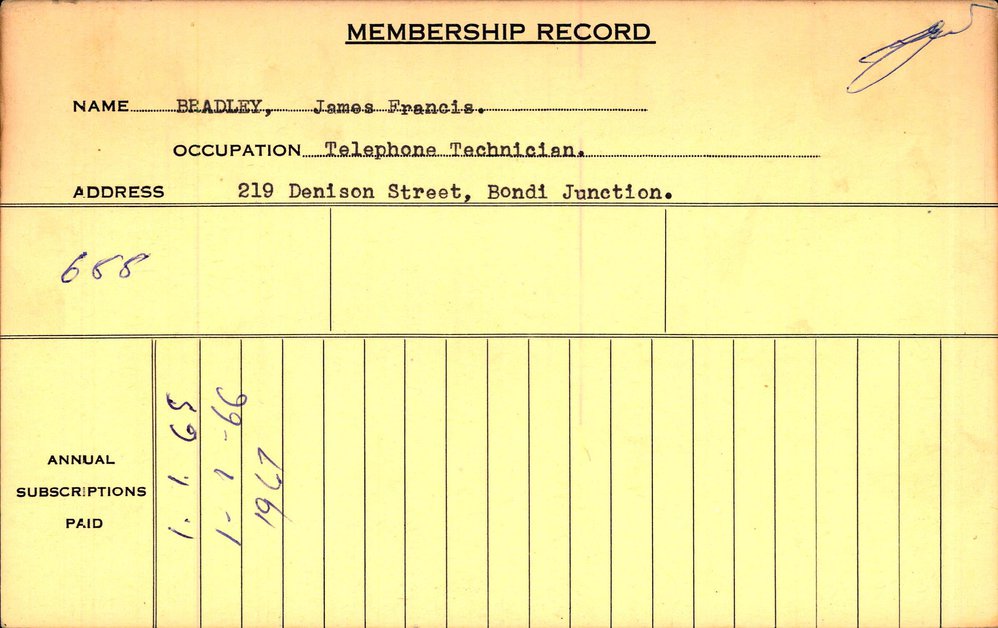 MEMBERSHIP RECORD
NAME BRADLEY, James Francis.
OCCUPATION Telephone Technician.
ADDRESS 219 Denison Street, Bondi Junction.
688
ANNUAL
SUBSCRIPTIONS
PAID
1. 1. 65
1 - 1 - 66
1967